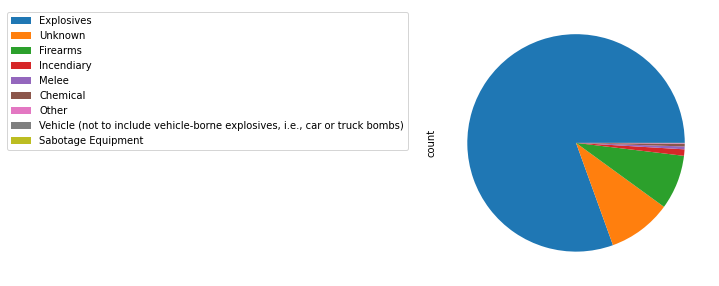 Explosives
Unknown
Firearms
Incendiary
Melee
Chemical
Other
Vehicle (not to include vehicle-borne explosives, i.e., car or truck bombs)
Sabotage Equipment
count